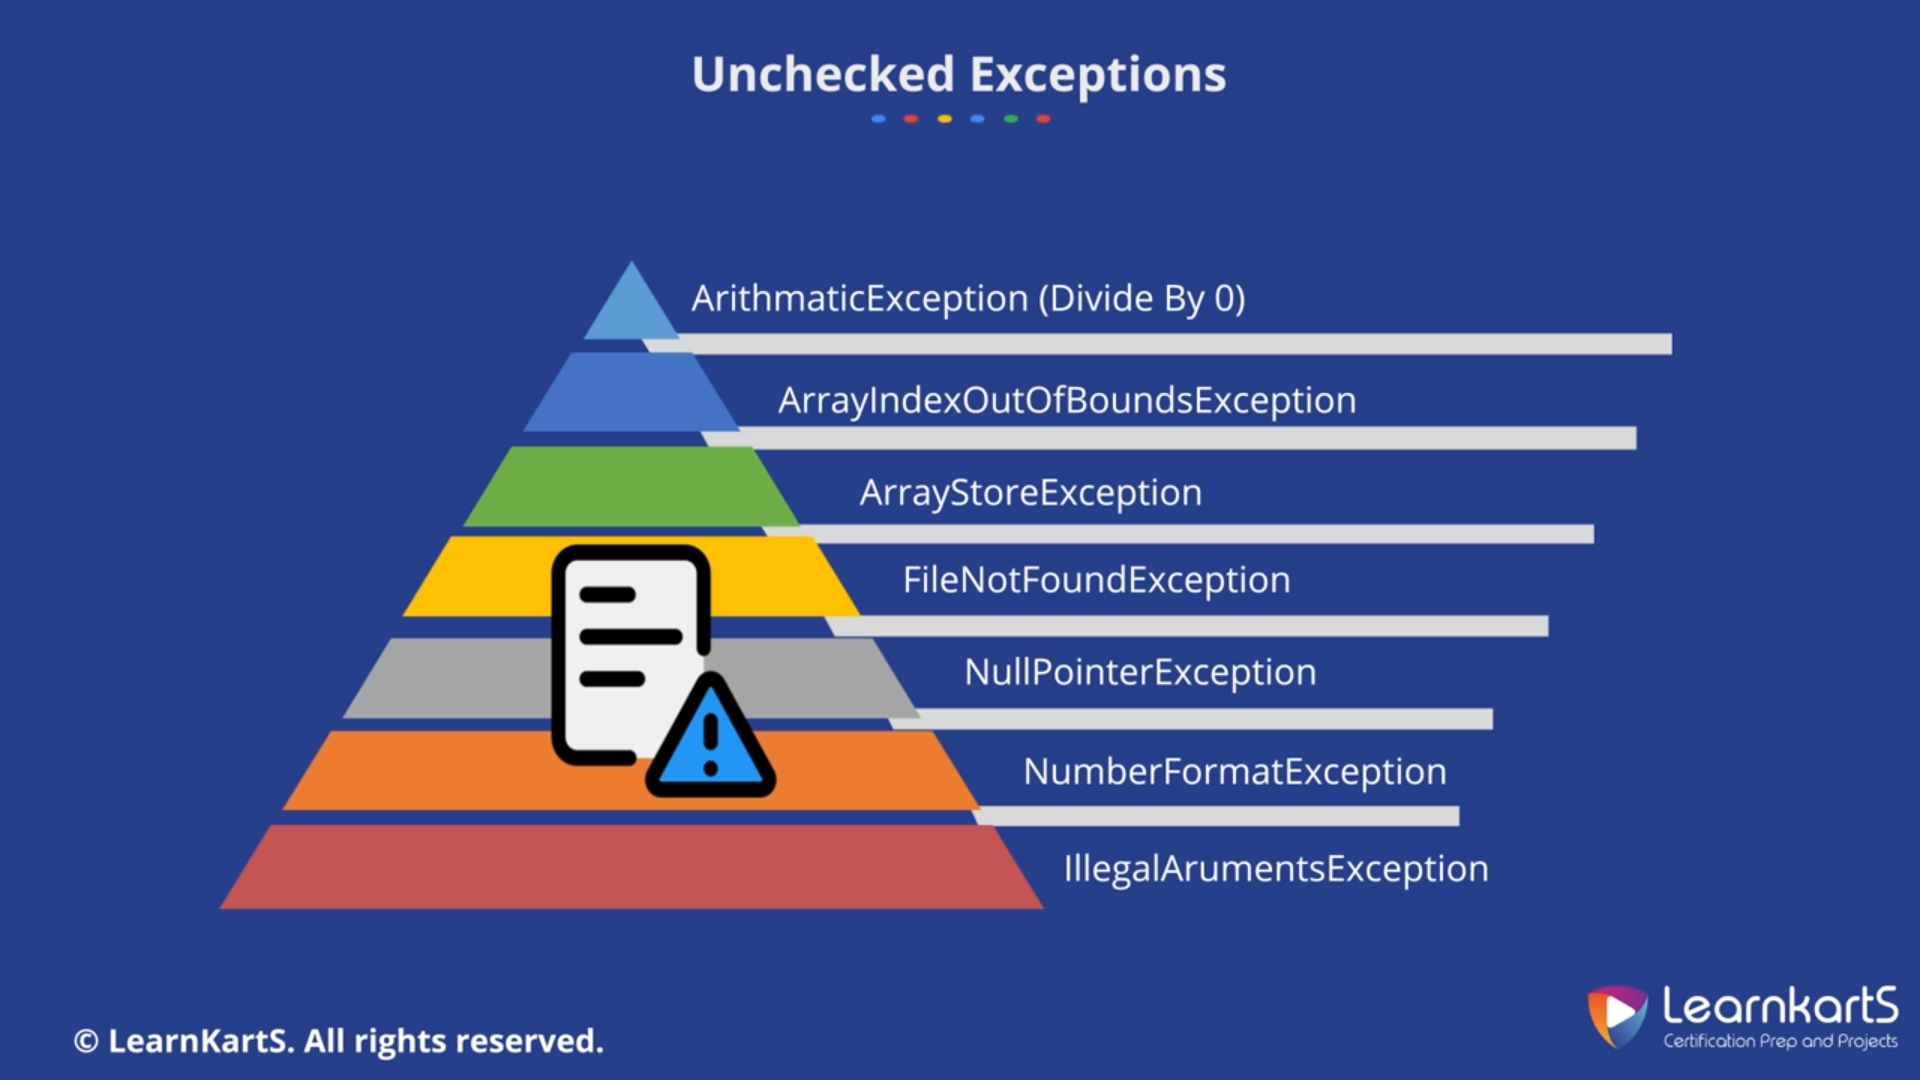 Unchecked Exceptions
ArithmaticException (Divide By 0)
ArrayIndexOutOfBoundsException
ArrayStoreException
FileNotFoundException
NullPointerException
NumberFormatException
IllegalArumentsException
© LearnKartS. All rights reserved.
LearnkartS
Certification Prep and Projects